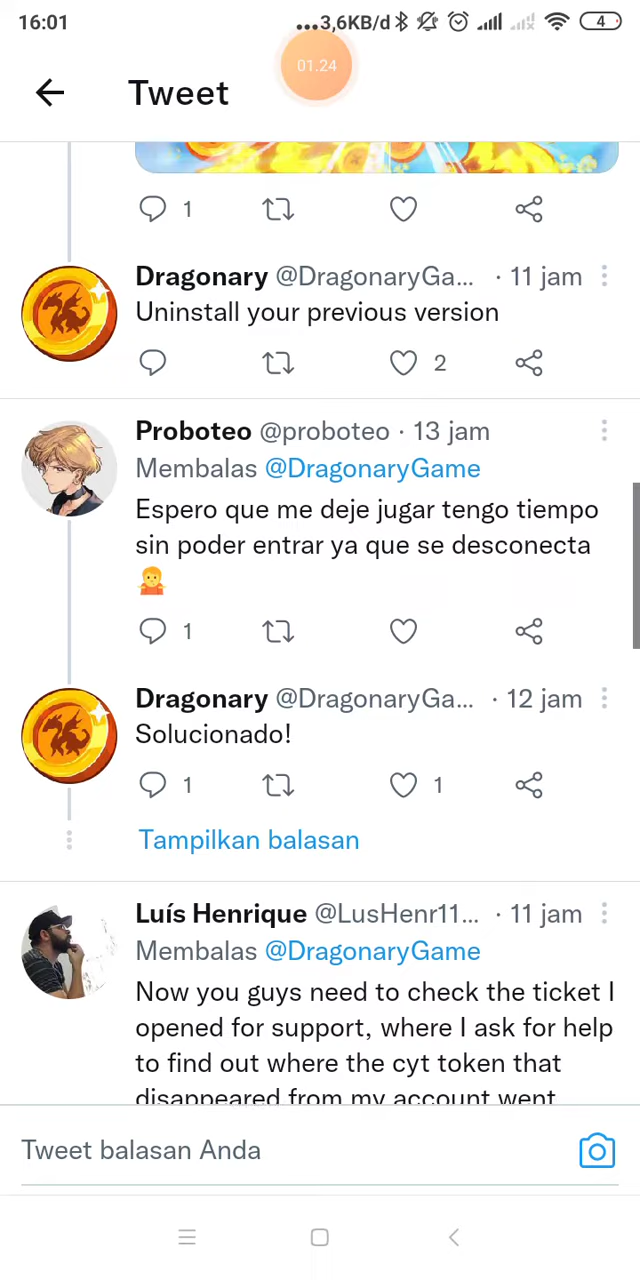 16:01
...3,6KB/d
4
01.24
Tweet
1
Dragonary @DragonaryGa... · 11 jam
Uninstall your previous version
2
Proboteo @proboteo · 13 jam
Membalas @DragonaryGame
Espero que me deje jugar tengo tiempo
sin poder entrar ya que se desconecta
1
Dragonary @DragonaryGa... · 12 jam
Solucionado!
1
1
Tampilkan balasan
Luís Henrique @LusHenr11... · 11 jam
Membalas @DragonaryGame
Now you guys need to check the ticket I
opened for support, where I ask for help
to find out where the cyt token that
disappeared from my account went
Tweet balasan Anda